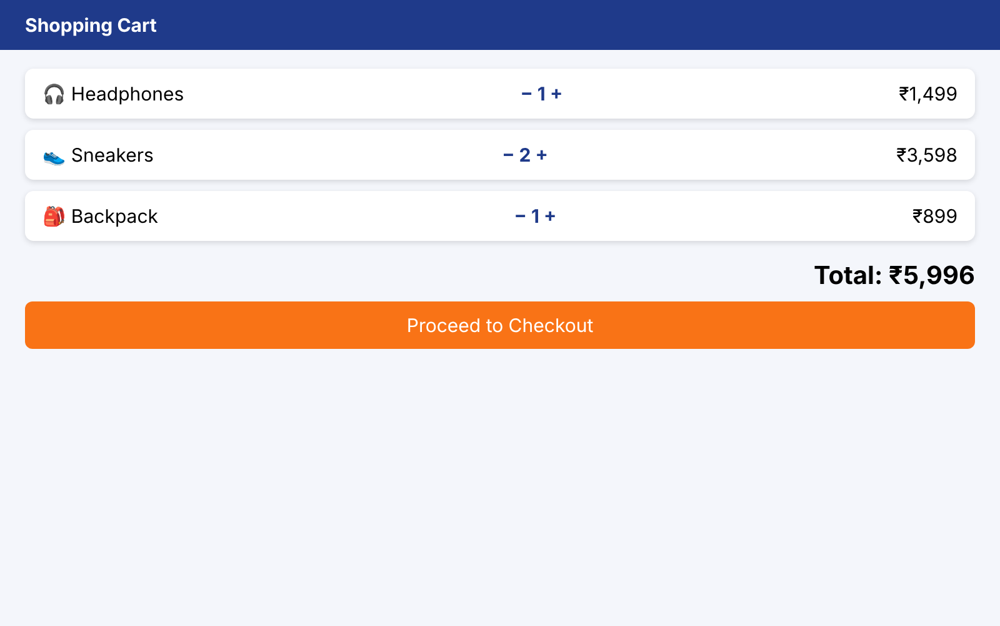 Shopping Cart
🎧 Headphones − 1 + ₹1,499
👟 Sneakers − 2 + ₹3,598
🎒 Backpack − 1 + ₹899
Total: ₹5,996
Proceed to Checkout